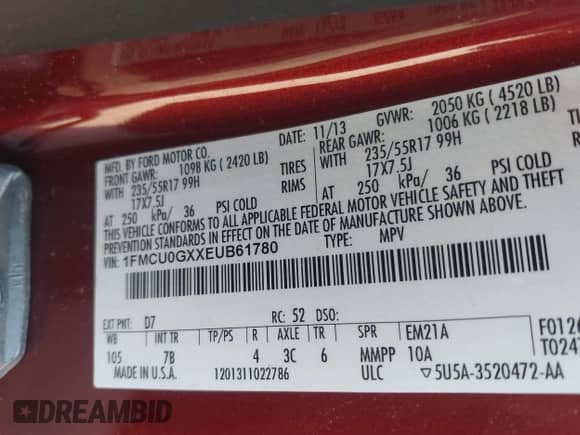 MFD. BY FORD MOTOR CO.
DATE: 11/13
GVWR: 2050 KG ( 4520 LB)
FRONT GAWR: 1098 KG ( 2420 LB)
REAR GAWR: 1006 KG ( 2218 LB)
WITH 235/55R17 99H TIRES
WITH 235/55R17 99H
17X7.5J RIMS
17X7.5J
AT 250 kPa/ 36 PSI COLD
AT 250 kPa/ 36 PSI COLD
THIS VEHICLE CONFORMS TO ALL APPLICABLE FEDERAL MOTOR VEHICLE SAFETY AND THEFT
PREVENTION STANDARDS IN EFFECT ON THE DATE OF MANUFACTURE SHOWN ABOVE.
VIN: 1FMCU0GXXEUB61780
TYPE: MPV
EXT PNT: D7 RC: 52 DSO:
WB INT TR TP/PS R AXLE TR SPR EM21A
105 7B 4 3C 6 MMPP 10A
MADE IN U.S.A. 1201311022786 ULC ▽5U5A-3520472-AA
DREAMBID